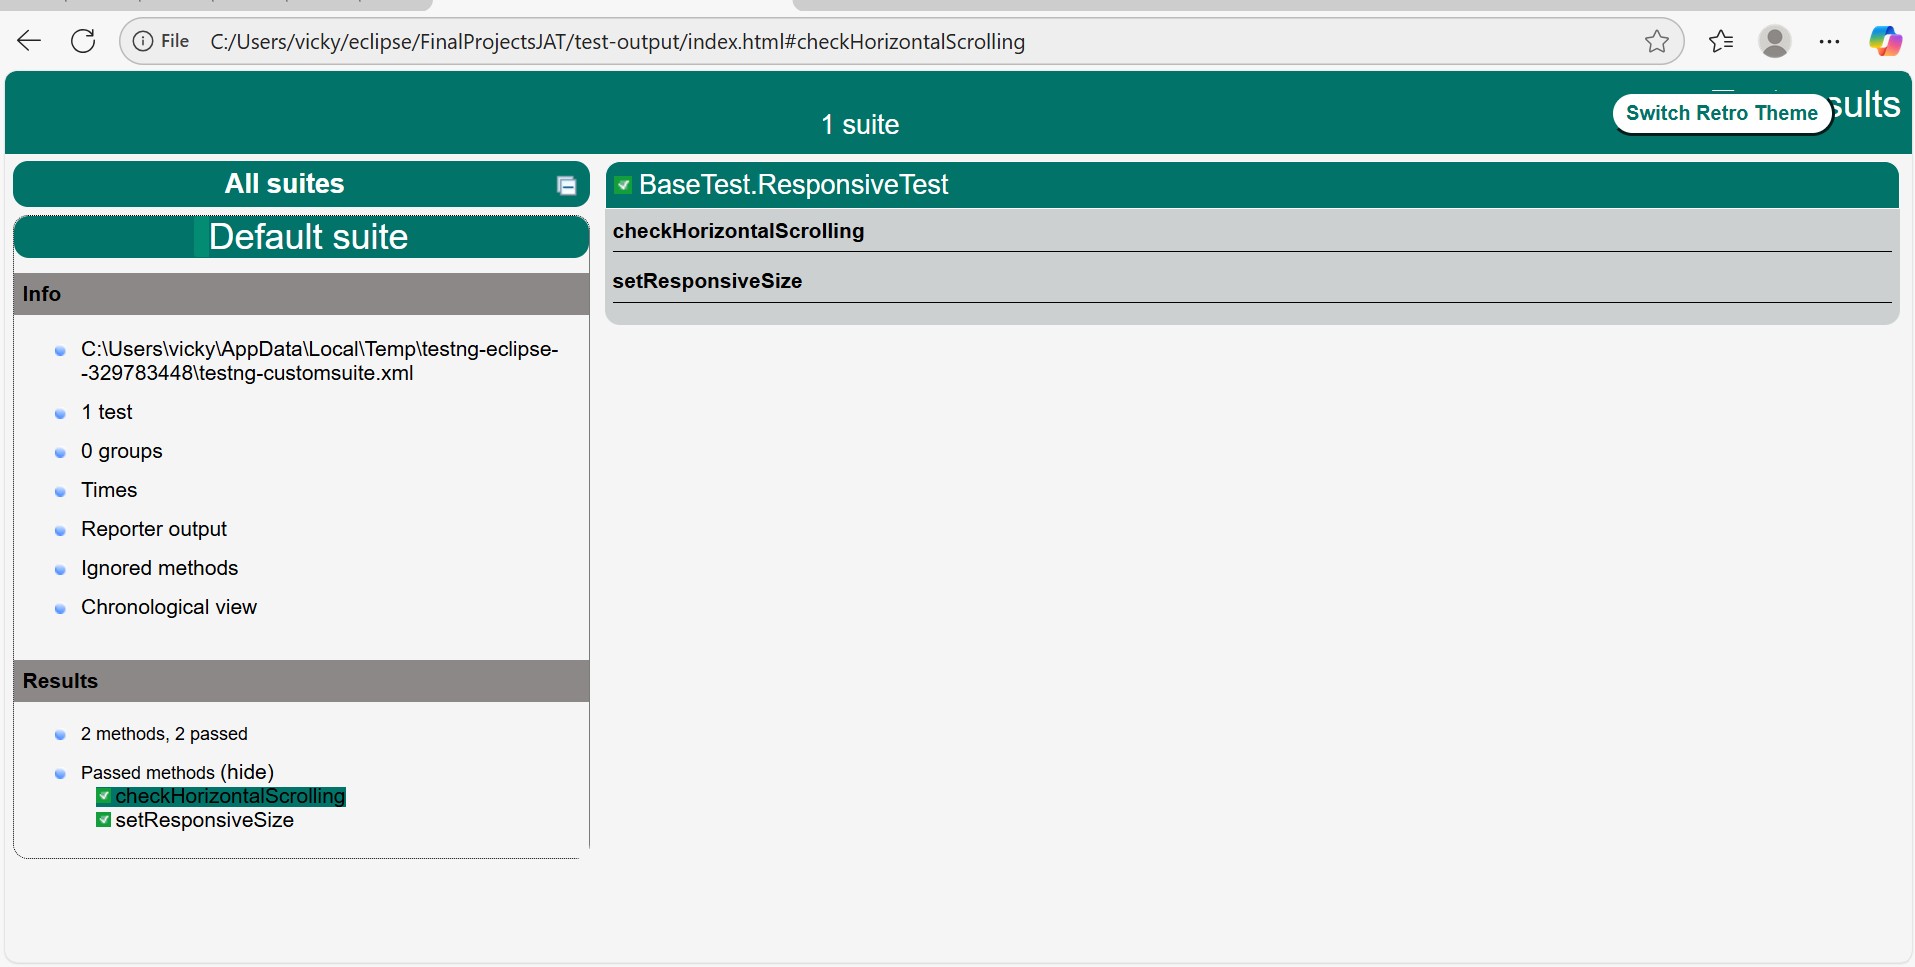 File C:/Users/vicky/eclipse/FinalProjectsJAT/test-output/index.html#checkHorizontalScrolling
1 suite
Switch Retro Theme
sults
All suites
Default suite
Info
C:\Users\vicky\AppData\Local\Temp\testng-eclipse-
-329783448\testng-customsuite.xml
1 test
0 groups
Times
Reporter output
Ignored methods
Chronological view
Results
2 methods, 2 passed
Passed methods (hide)
checkHorizontalScrolling
setResponsiveSize
BaseTest.ResponsiveTest
checkHorizontalScrolling
setResponsiveSize